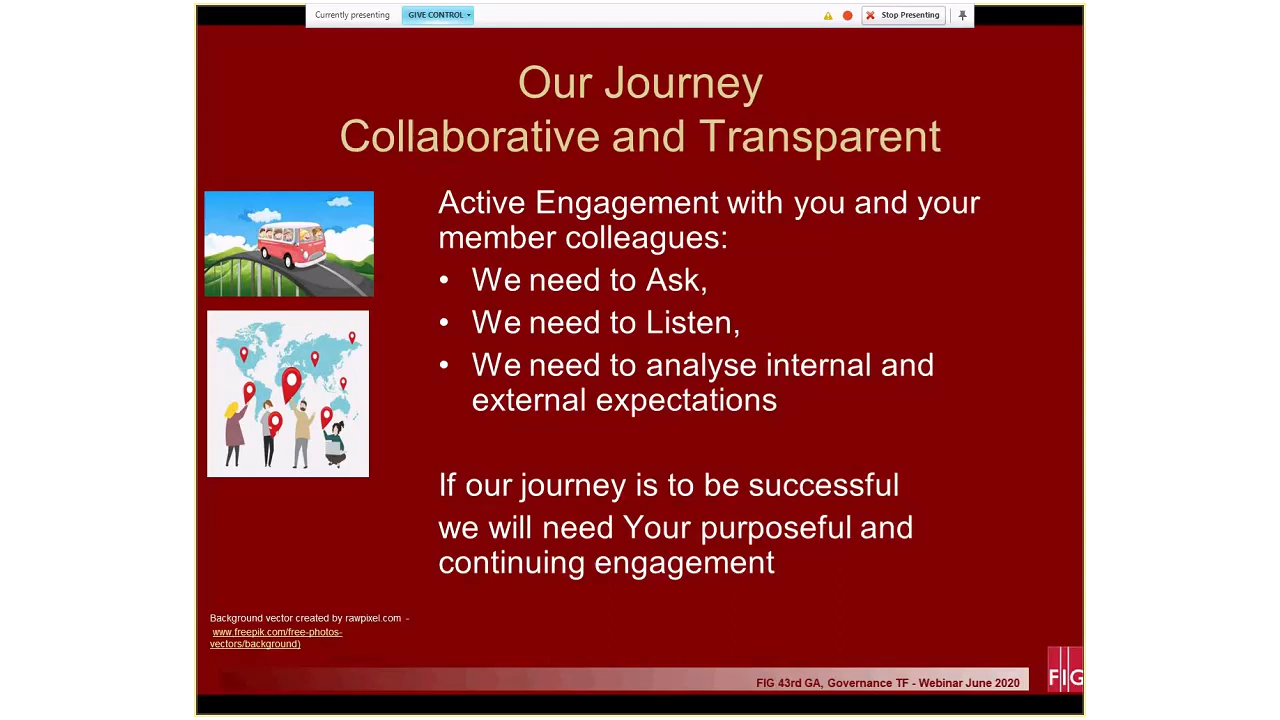 Currently presenting GIVE CONTROL Stop Presenting
Our Journey
Collaborative and Transparent
Active Engagement with you and your
member colleagues:
• We need to Ask,
• We need to Listen,
• We need to analyse internal and
external expectations
If our journey is to be successful
we will need Your purposeful and
continuing engagement
Background vector created by rawpixel.com -
www.freepik.com/free-photos-
vectors/background)
FIG 43rd GA, Governance TF - Webinar June 2020
FIG